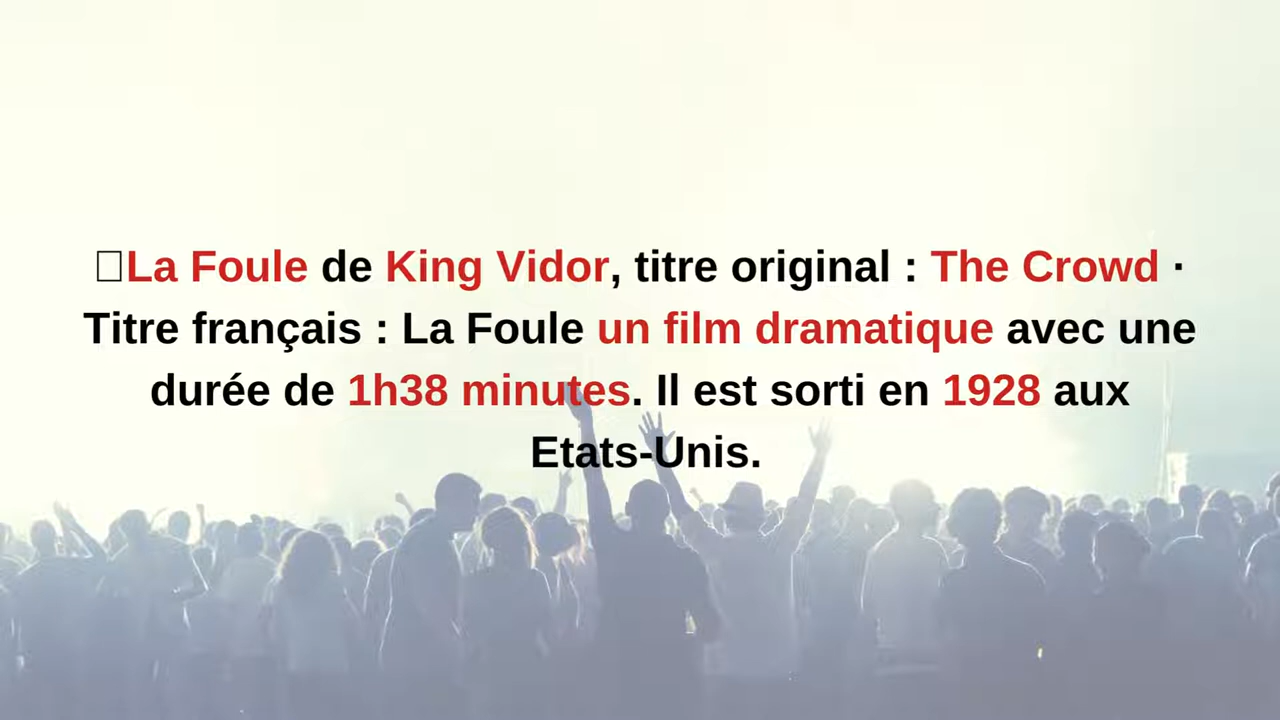 □La Foule de King Vidor, titre original : The Crowd ·
Titre français : La Foule un film dramatique avec une
durée de 1h38 minutes. Il est sorti en 1928 aux
Etats-Unis.